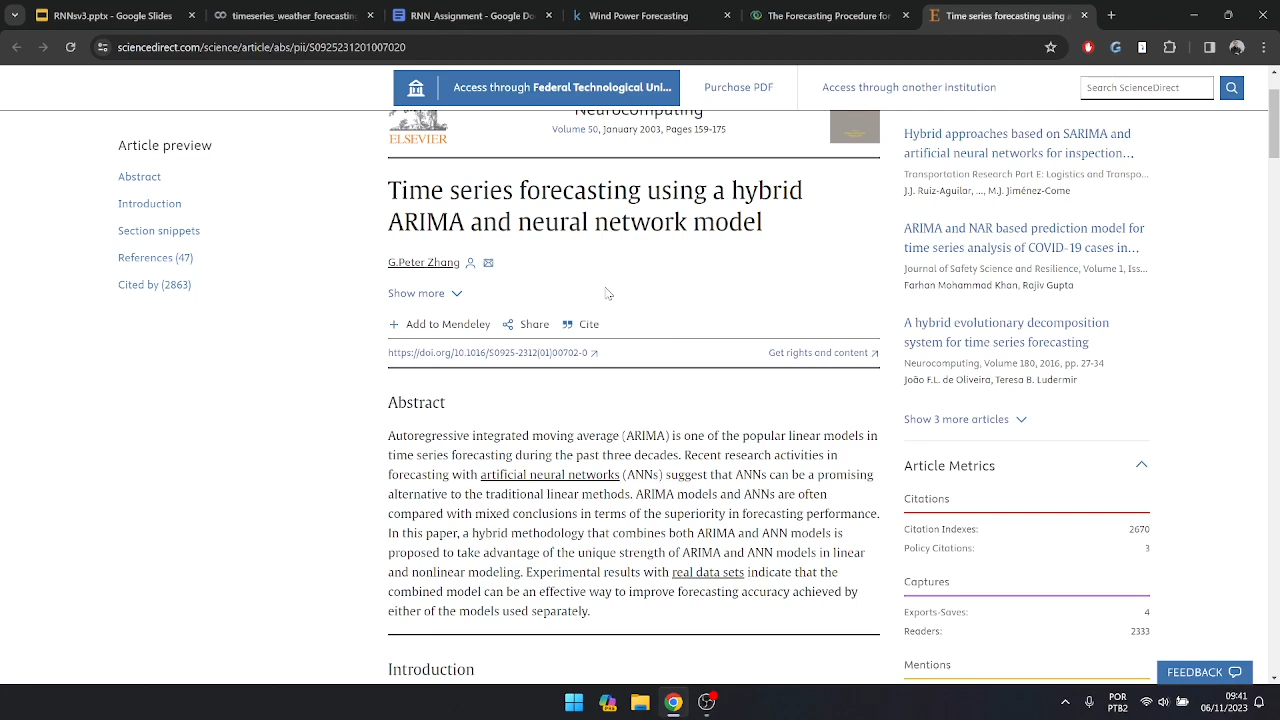 RNNsv3.pptx - Google Slides
timeseries_weather_forecasting
RNN_Assignment - Google Do
Wind Power Forecasting
The Forecasting Procedure for
Time series forecasting using a
sciencedirect.com/science/article/abs/pii/S0925231201007020
Access through Federal Technological Uni...
Purchase PDF
Access through another institution
Search ScienceDirect
Article preview
Abstract
Introduction
Section snippets
References (47)
Cited by (2863)
ELSEVIER
Neurocomputing
Volume 50, January 2003, Pages 159-175
Time series forecasting using a hybrid
ARIMA and neural network model
G.Peter Zhang
Show more
Add to Mendeley
Share
Cite
https://doi.org/10.1016/S0925-2312(01)00702-0
Get rights and content
Abstract
Autoregressive integrated moving average (ARIMA) is one of the popular linear models in
time series forecasting during the past three decades. Recent research activities in
forecasting with artificial neural networks (ANNs) suggest that ANNs can be a promising
alternative to the traditional linear methods. ARIMA models and ANNs are often
compared with mixed conclusions in terms of the superiority in forecasting performance.
In this paper, a hybrid methodology that combines both ARIMA and ANN models is
proposed to take advantage of the unique strength of ARIMA and ANN models in linear
and nonlinear modeling. Experimental results with real data sets indicate that the
combined model can be an effective way to improve forecasting accuracy achieved by
either of the models used separately.
Introduction
Hybrid approaches based on SARIMA and
artificial neural networks for inspection…
Transportation Research Part E: Logistics and Transpo...
J.J. Ruiz-Aguilar, ..., M.J. Jiménez-Come
ARIMA and NAR based prediction model for
time series analysis of COVID-19 cases in…
Journal of Safety Science and Resilience, Volume 1, Iss...
Farhan Mohammad Khan, Rajiv Gupta
A hybrid evolutionary decomposition
system for time series forecasting
Neurocomputing, Volume 180, 2016, pp. 27-34
João F.L. de Oliveira, Teresa B. Ludermir
Show 3 more articles
Article Metrics
Citations
Citation Indexes: 2670
Policy Citations: 3
Captures
Exports-Saves: 4
Readers: 2333
Mentions
FEEDBACK
POR
PTB2
09:41
06/11/2023